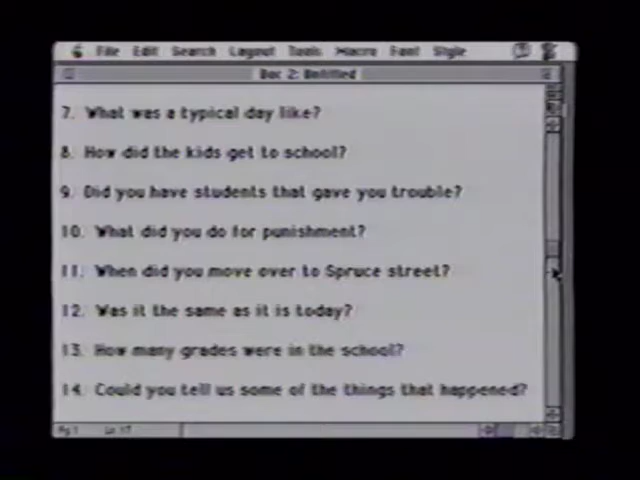 File Edit Search Layout Tools Macro Font Style
Doc 2: Untitled
7. What was a typical day like?
8. How did the kids get to school?
9. Did you have students that gave you trouble?
10. What did you do for punishment?
11. When did you move over to Spruce street?
12. Was it the same as it is today?
13. How many grades were in the school?
14. Could you tell us some of the things that happened?
Pg 1 Ln 17